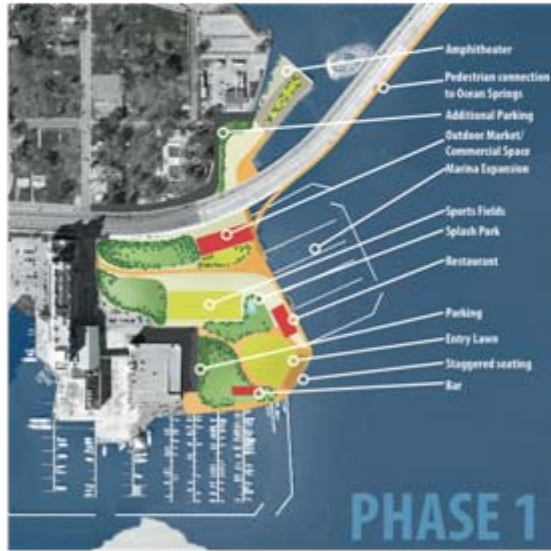 Amphitheater
Pedestrian connection
to Ocean Springs
Additional Parking
Outdoor Market/
Commercial Space
Marina Expansion
Sports Fields
Splash Park
Restaurant
Parking
Entry Lawn
Staggered seating
Bar
PHASE 1